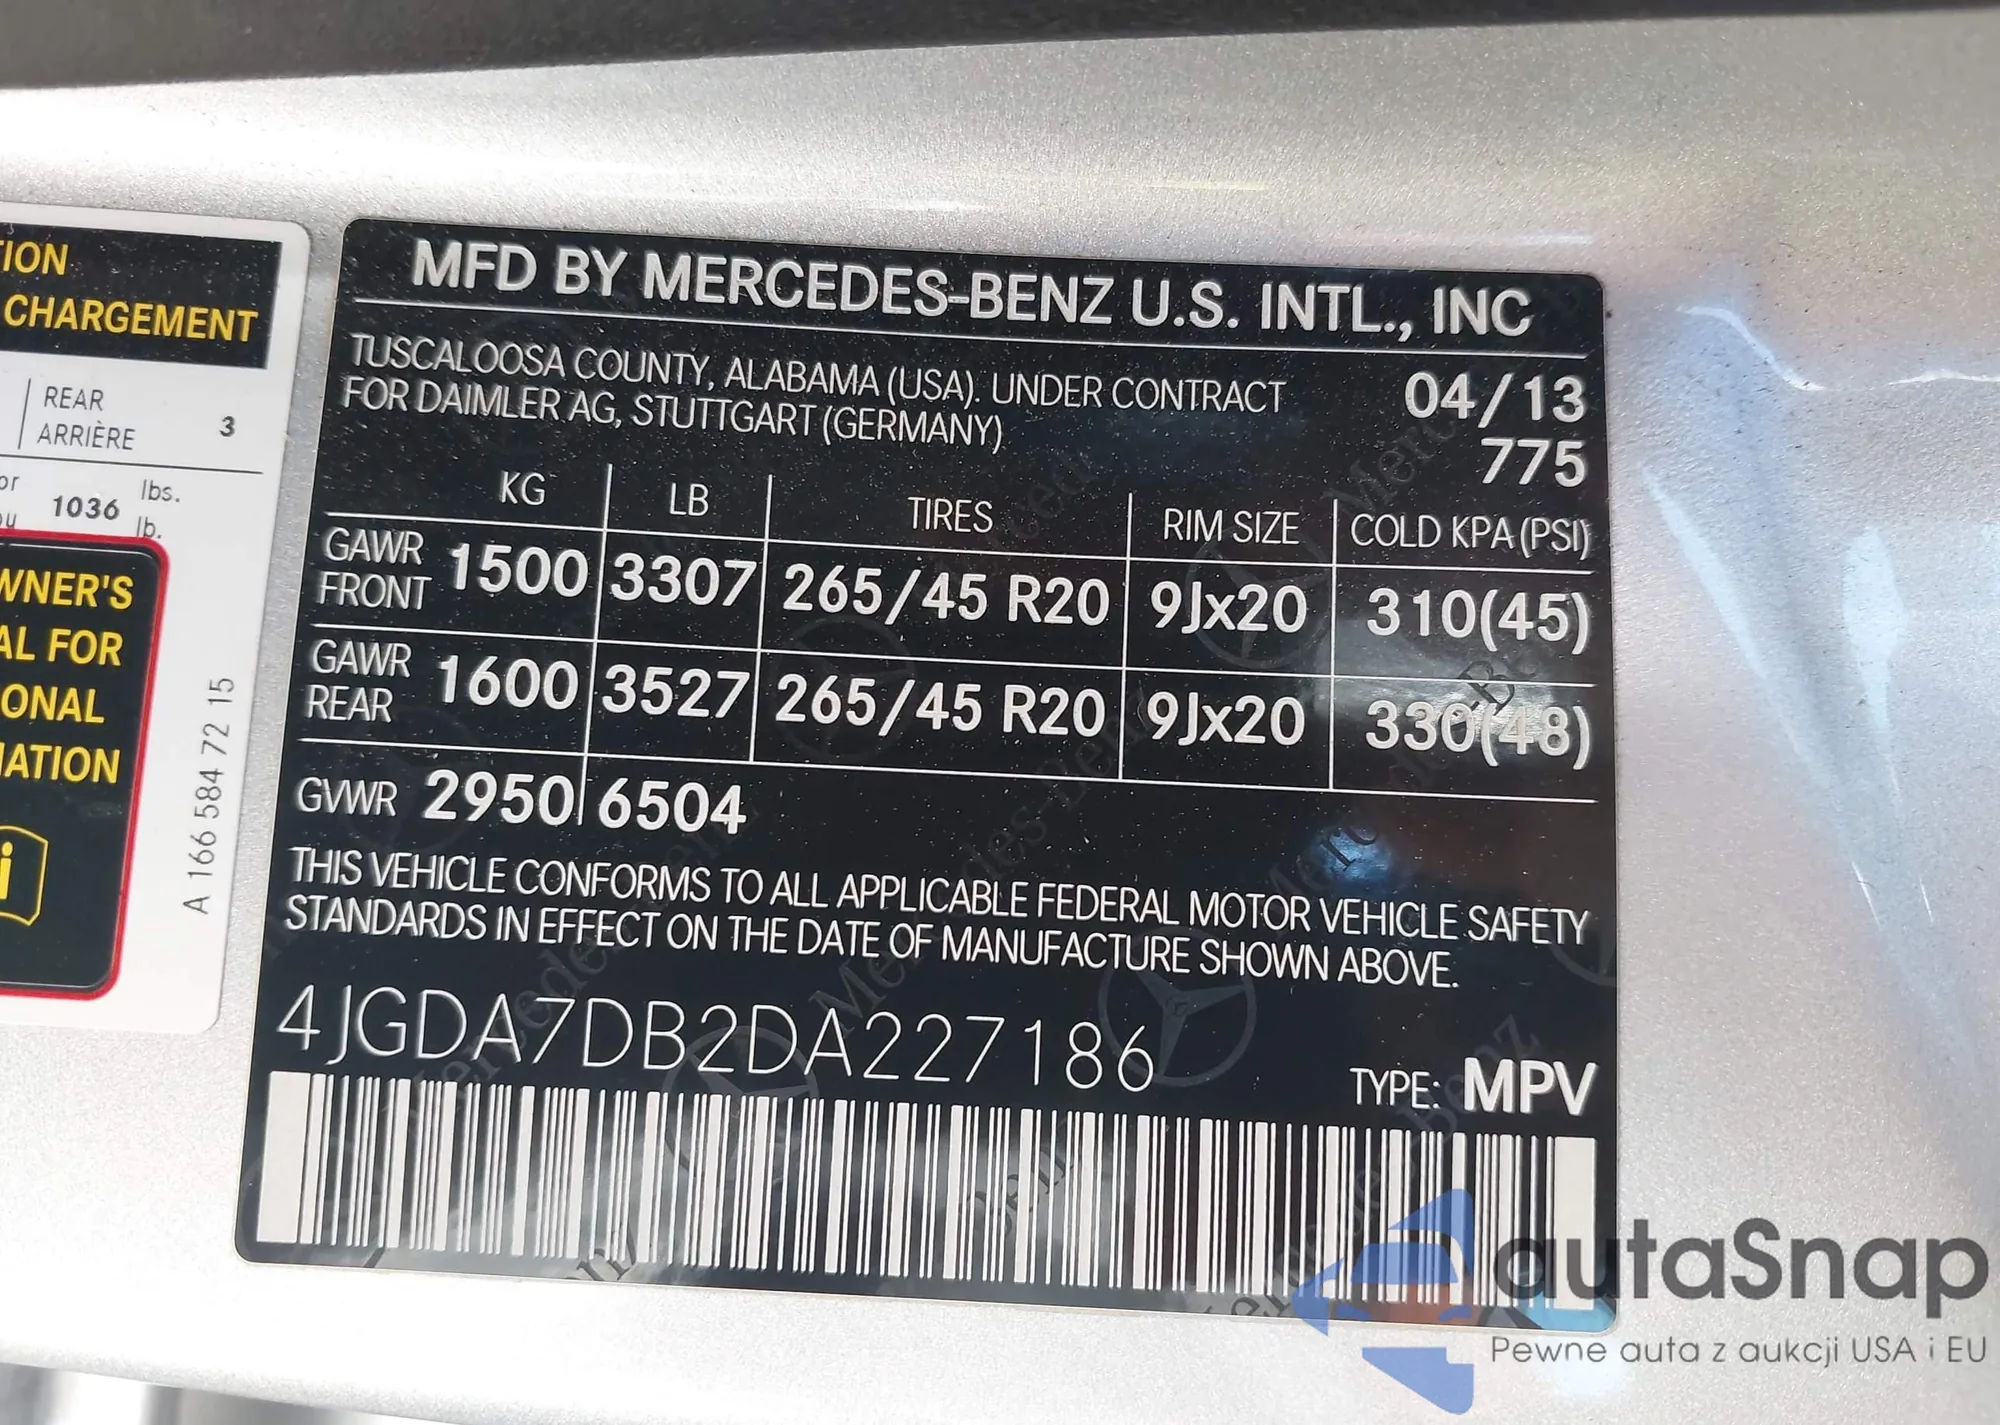 TION
CHARGEMENT
REAR
ARRIÈRE 3
or 1036 lbs.
ou lb.
WNER'S
AL FOR
IONAL
MATION
i
A 166 584 72 15
MFD BY MERCEDES-BENZ U.S. INTL., INC
TUSCALOOSA COUNTY, ALABAMA (USA). UNDER CONTRACT
FOR DAIMLER AG, STUTTGART (GERMANY)
04/13
775
KG LB TIRES RIM SIZE COLD KPA (PSI)
GAWR FRONT 1500 3307 265/45 R20 9Jx20 310(45)
GAWR REAR 1600 3527 265/45 R20 9Jx20 330(48)
GVWR 2950 6504
THIS VEHICLE CONFORMS TO ALL APPLICABLE FEDERAL MOTOR VEHICLE SAFETY
STANDARDS IN EFFECT ON THE DATE OF MANUFACTURE SHOWN ABOVE.
4JGDA7DB2DA227186
TYPE: MPV
autaSnap
Pewne auta z aukcji USA i EU